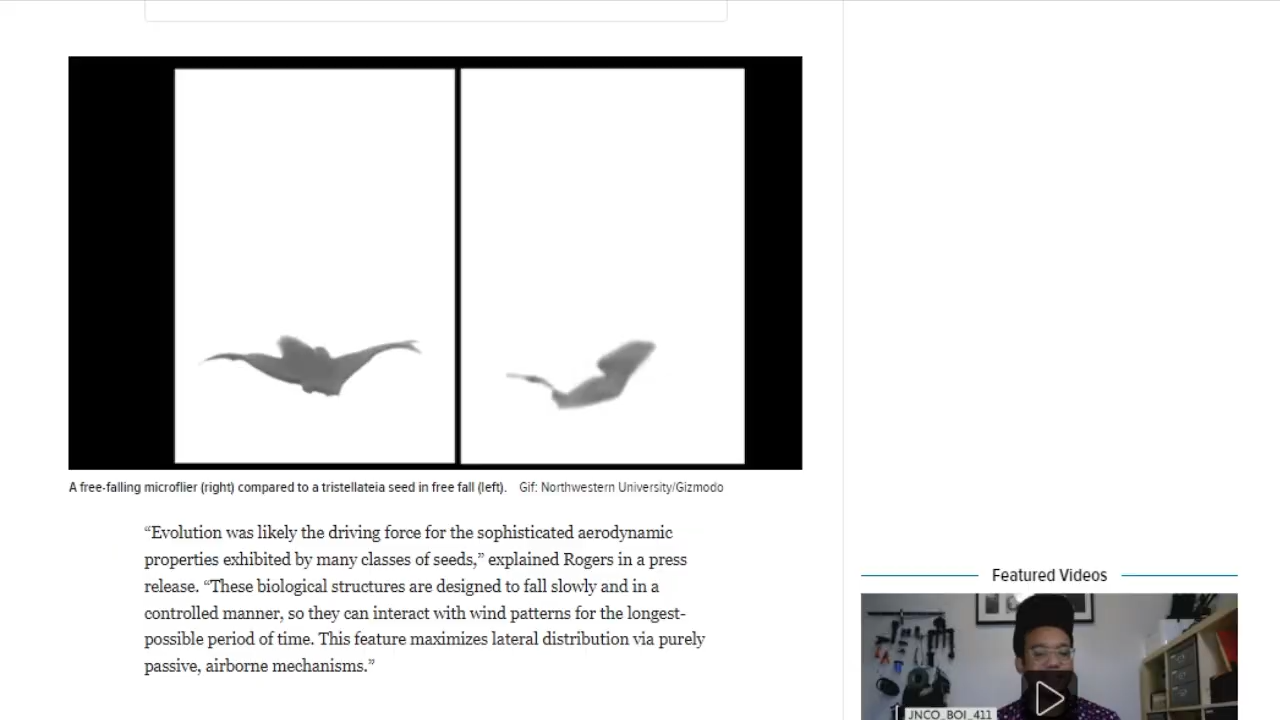 A free-falling microflier (right) compared to a tristellateia seed in free fall (left). Gif: Northwestern University/Gizmodo
“Evolution was likely the driving force for the sophisticated aerodynamic
properties exhibited by many classes of seeds,” explained Rogers in a press
release. “These biological structures are designed to fall slowly and in a
controlled manner, so they can interact with wind patterns for the longest-
possible period of time. This feature maximizes lateral distribution via purely
passive, airborne mechanisms.”
Featured Videos
JNCO_BOI_411